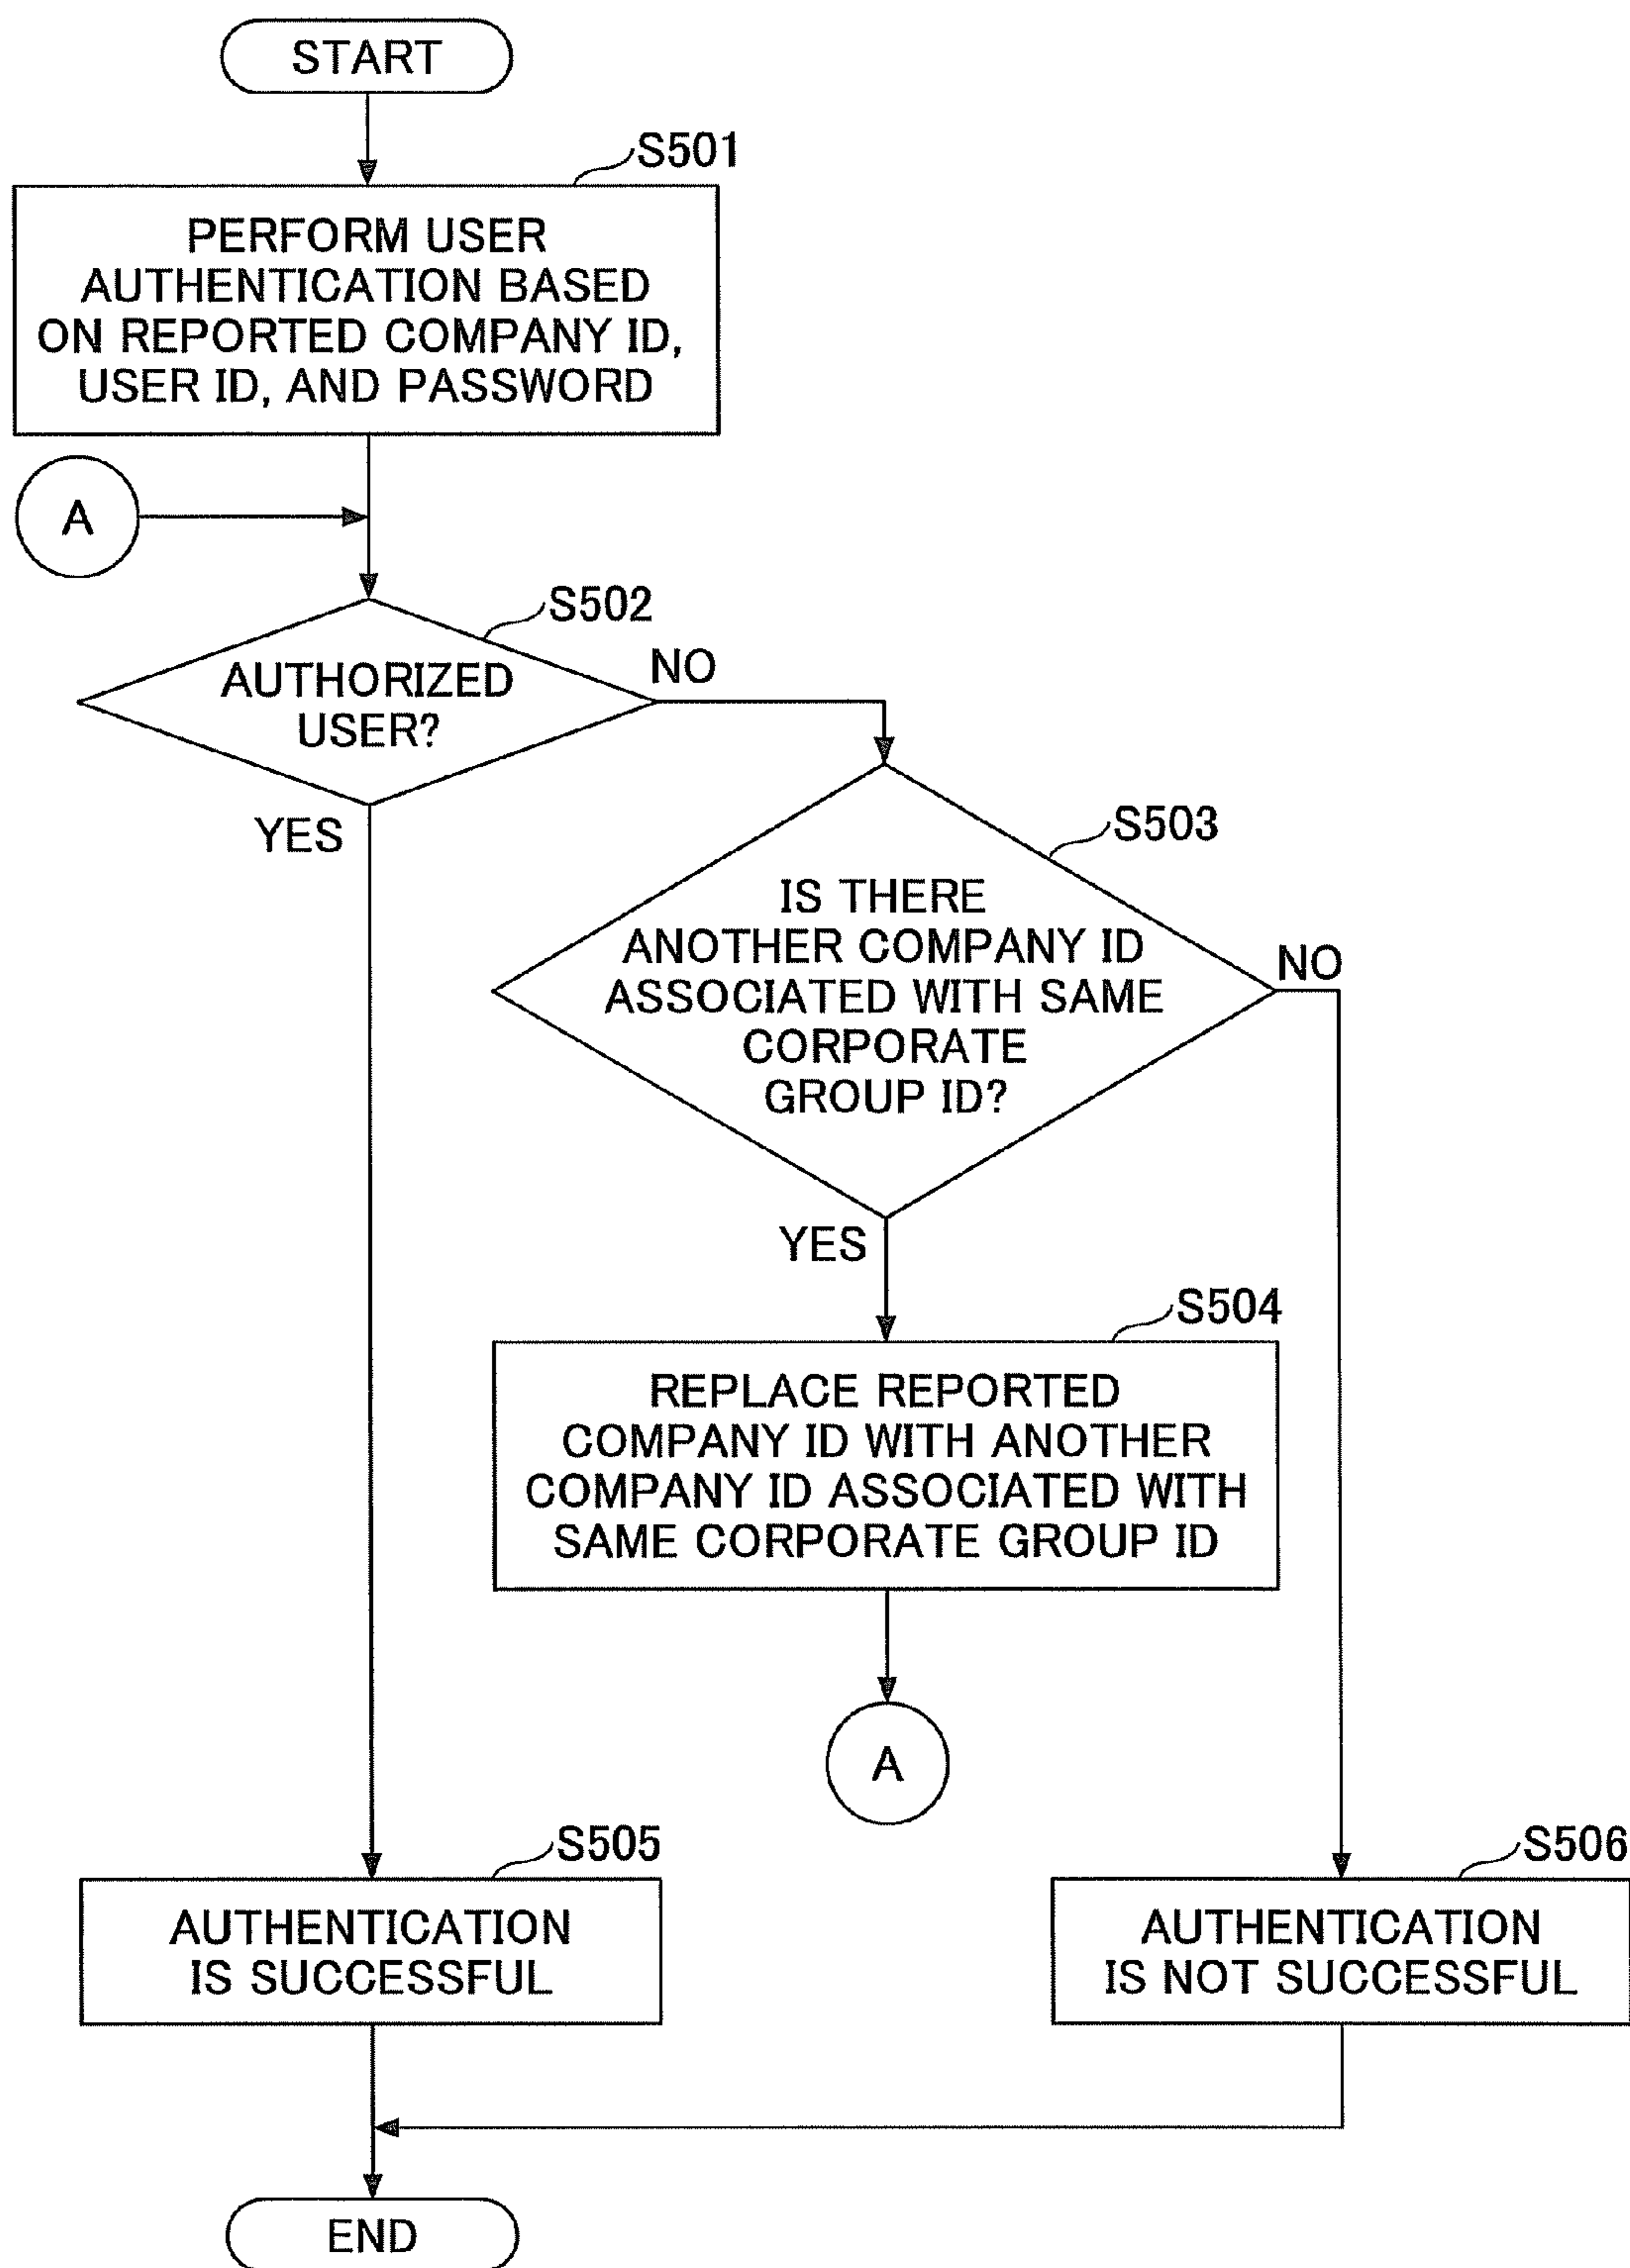 START
S501
PERFORM USER
AUTHENTICATION BASED
ON REPORTED COMPANY ID,
USER ID, AND PASSWORD
A
S502
AUTHORIZED
USER?
NO
YES
S503
IS THERE
ANOTHER COMPANY ID
ASSOCIATED WITH SAME
CORPORATE
GROUP ID?
NO
YES
S504
REPLACE REPORTED
COMPANY ID WITH ANOTHER
COMPANY ID ASSOCIATED WITH
SAME CORPORATE GROUP ID
A
S505
AUTHENTICATION
IS SUCCESSFUL
S506
AUTHENTICATION
IS NOT SUCCESSFUL
END